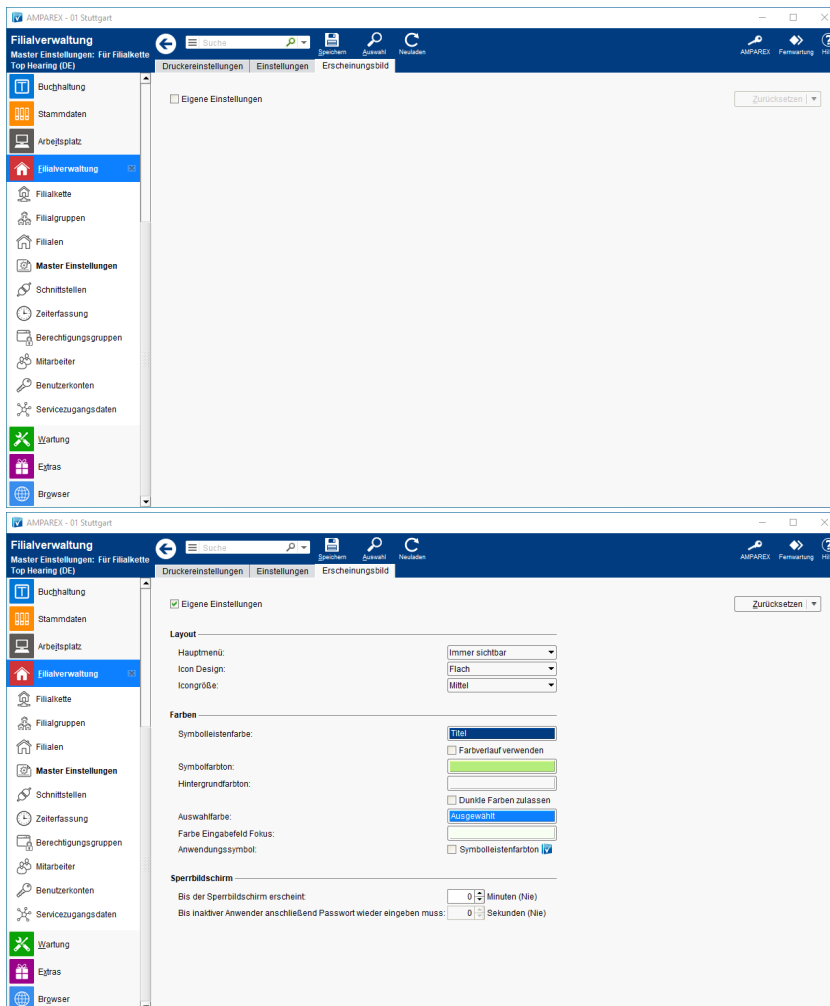 AMPAREX - 01 Stuttgart
Filialverwaltung
Master Einstellungen: Für Filialkette
Top Hearing (DE)
Suche
Speichern
Auswahl
Neuladen
AMPAREX
Fernwartung
Druckereinstellungen
Einstellungen
Erscheinungsbild
Buchhaltung
Stammdaten
Arbeitsplatz
Filialverwaltung
Filialkette
Filialgruppen
Filialen
Master Einstellungen
Schnittstellen
Zeiterfassung
Berechtigungsgruppen
Mitarbeiter
Benutzerkonten
Servicezugangsdaten
Wartung
Extras
Browser
Eigene Einstellungen
Zurücksetzen
AMPAREX - 01 Stuttgart
Filialverwaltung
Master Einstellungen: Für Filialkette
Top Hearing (DE)
Suche
Speichern
Auswahl
Neuladen
AMPAREX
Fernwartung
Druckereinstellungen
Einstellungen
Erscheinungsbild
Buchhaltung
Stammdaten
Arbeitsplatz
Filialverwaltung
Filialkette
Filialgruppen
Filialen
Master Einstellungen
Schnittstellen
Zeiterfassung
Berechtigungsgruppen
Mitarbeiter
Benutzerkonten
Servicezugangsdaten
Wartung
Extras
Browser
Eigene Einstellungen
Zurücksetzen
Layout
Hauptmenü: Immer sichtbar
Icon Design: Flach
Icongröße: Mittel
Farben
Symbolleistenfarbe: Titel
Farbverlauf verwenden
Symbolfarbton:
Hintergrundfarbton:
Dunkle Farben zulassen
Auswahlfarbe: Ausgewählt
Farbe Eingabefeld Fokus:
Anwendungssymbol: Symbolleistenfarbton
Sperrbildschirm
Bis der Sperrbildschirm erscheint: 0 Minuten (Nie)
Bis inaktiver Anwender anschließend Passwort wieder eingeben muss: 0 Sekunden (Nie)